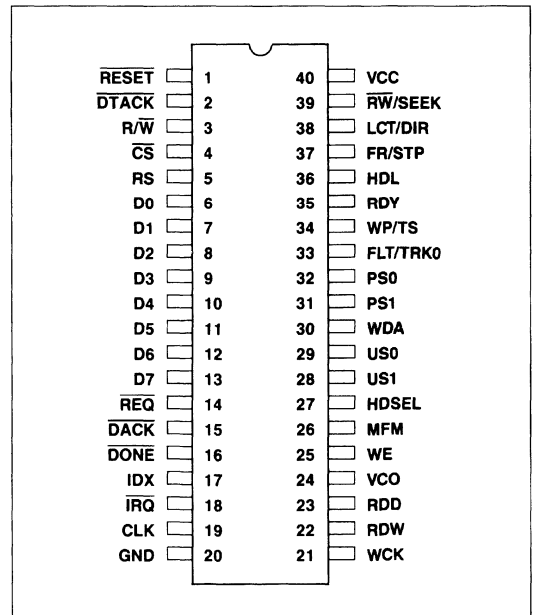 RESET 1 40 VCC
DTACK 2 39 RW/SEEK
R/W 3 38 LCT/DIR
CS 4 37 FR/STP
RS 5 36 HDL
D0 6 35 RDY
D1 7 34 WP/TS
D2 8 33 FLT/TRK0
D3 9 32 PS0
D4 10 31 PS1
D5 11 30 WDA
D6 12 29 US0
D7 13 28 US1
REQ 14 27 HDSEL
DACK 15 26 MFM
DONE 16 25 WE
IDX 17 24 VCO
IRQ 18 23 RDD
CLK 19 22 RDW
GND 20 21 WCK